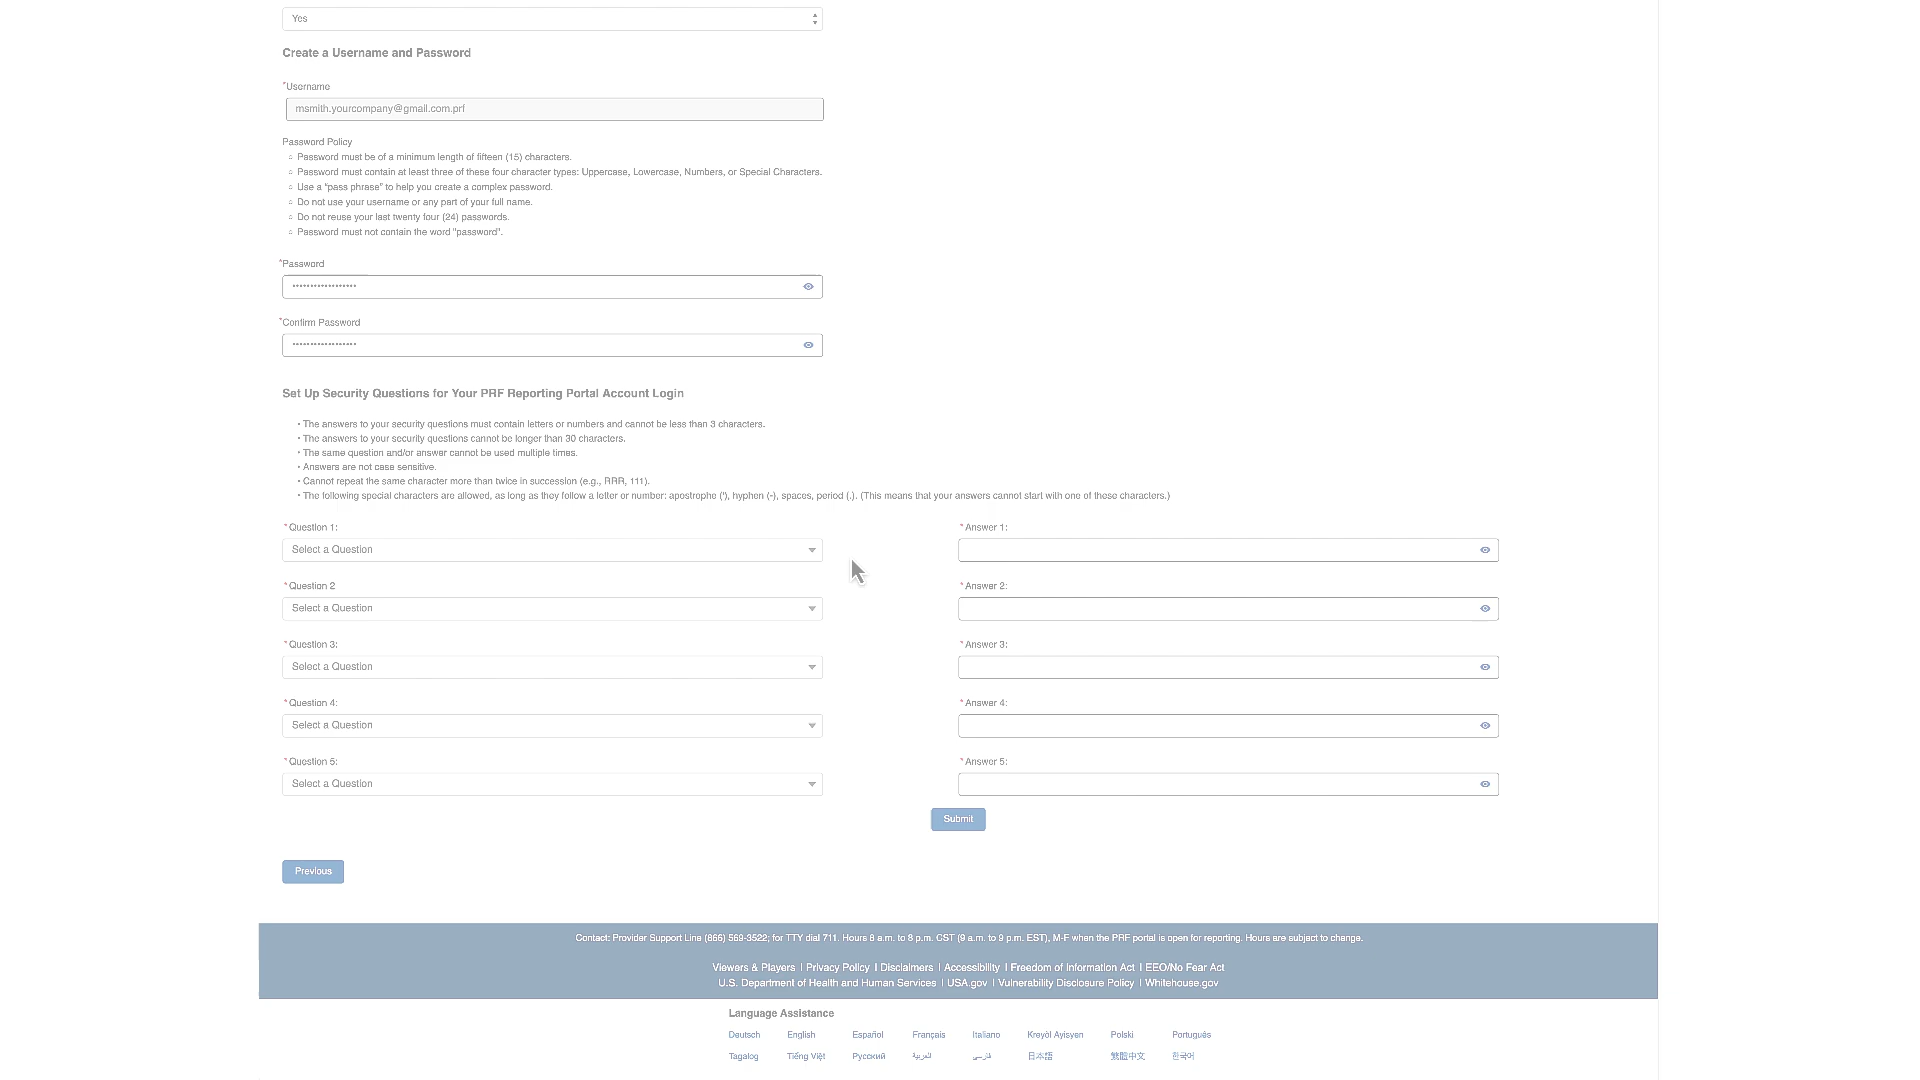 Yes
Create a Username and Password
*Username
msmith.yourcompany@gmail.com.prf
Password Policy
Password must be of a minimum length of fifteen (15) characters.
Password must contain at least three of these four character types: Uppercase, Lowercase, Numbers, or Special Characters.
Use a "pass phrase" to help you create a complex password.
Do not use your username or any part of your full name.
Do not reuse your last twenty four (24) passwords.
Password must not contain the word "password".
*Password
*Confirm Password
Set Up Security Questions for Your PRF Reporting Portal Account Login
• The answers to your security questions must contain letters or numbers and cannot be less than 3 characters.
• The answers to your security questions cannot be longer than 30 characters.
• The same question and/or answer cannot be used multiple times.
• Answers are not case sensitive.
• Cannot repeat the same character more than twice in succession (e.g., RRR, 111).
• The following special characters are allowed, as long as they follow a letter or number: apostrophe ('), hyphen (-), spaces, period (.). (This means that your answers cannot start with one of these characters.)
*Question 1: *Answer 1:
Select a Question
*Question 2 *Answer 2:
Select a Question
*Question 3: *Answer 3:
Select a Question
*Question 4: *Answer 4:
Select a Question
*Question 5: *Answer 5:
Select a Question
Submit
Previous
Contact: Provider Support Line (866) 569-3522; for TTY dial 711. Hours 8 a.m. to 8 p.m. CST (9 a.m. to 9 p.m. EST), M-F when the PRF portal is open for reporting. Hours are subject to change.
Viewers & Players | Privacy Policy | Disclaimers | Accessibility | Freedom of Information Act | EEO/No Fear Act
U.S. Department of Health and Human Services | USA.gov | Vulnerability Disclosure Policy | Whitehouse.gov
Language Assistance
Deutsch English Español Français Italiano Kreyòl Ayisyen Polski Português
Tagalog Tiếng Việt Русский العربية فارسی 日本語 繁體中文 한국어